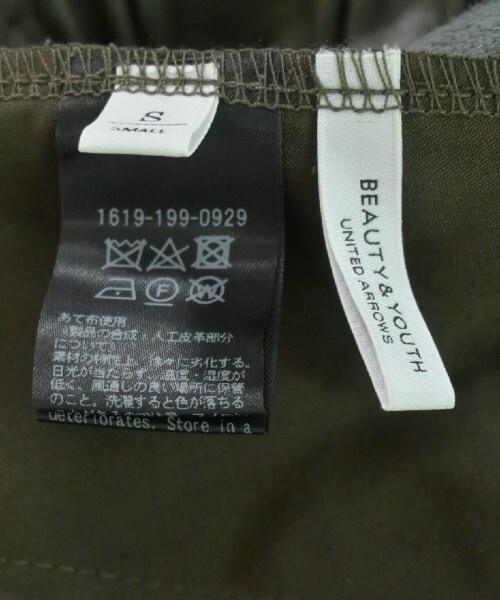 S
SMALL
1619-199-0929
F
W
あて布使用
*製品の合成、人工皮革部分
について。
素材の特性上、徐々に劣化する。
日光が当たらず、温度・湿度が
低く、風通しの良い場所に保管
のこと。洗濯すると色が落ちる
deteriorates. Store in a
BEAUTY & YOUTH
UNITED ARROWS